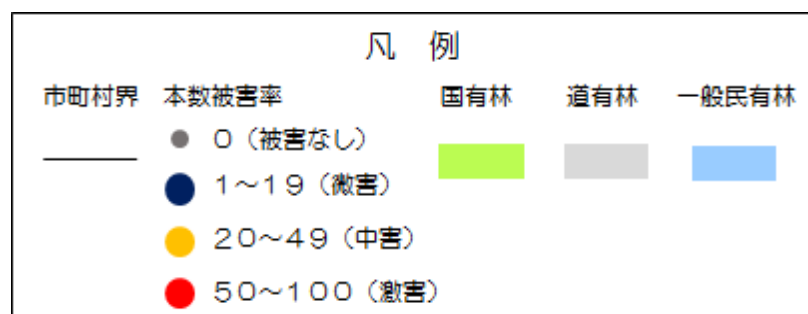 凡 例
市町村界 本数被害率 国有林 道有林 一般民有林
０（被害なし）
１～１９（微害）
２０～４９（中害）
５０～１００（激害）